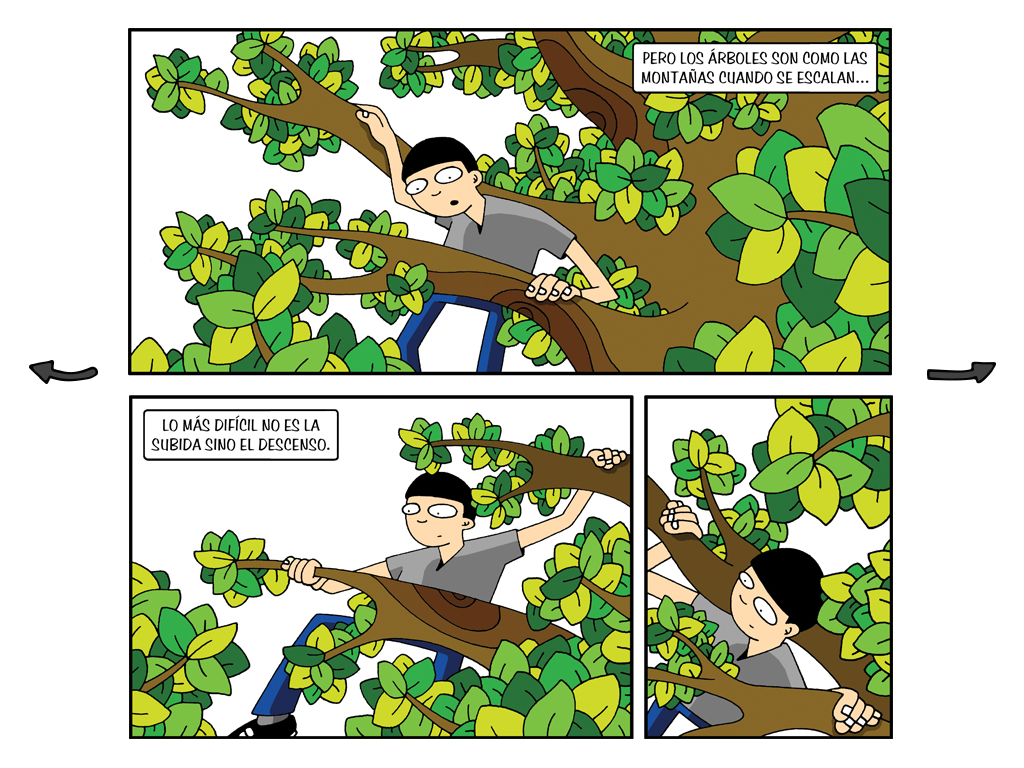 PERO LOS ÁRBOLES SON COMO LAS
MONTAÑAS CUANDO SE ESCALAN...
LO MÁS DIFÍCIL NO ES LA
SUBIDA SINO EL DESCENSO.